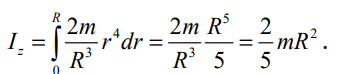 I_z = ∫_0^R (2m/R^3) r^4 dr = (2m/R^3) (R^5/5) = (2/5) mR^2.